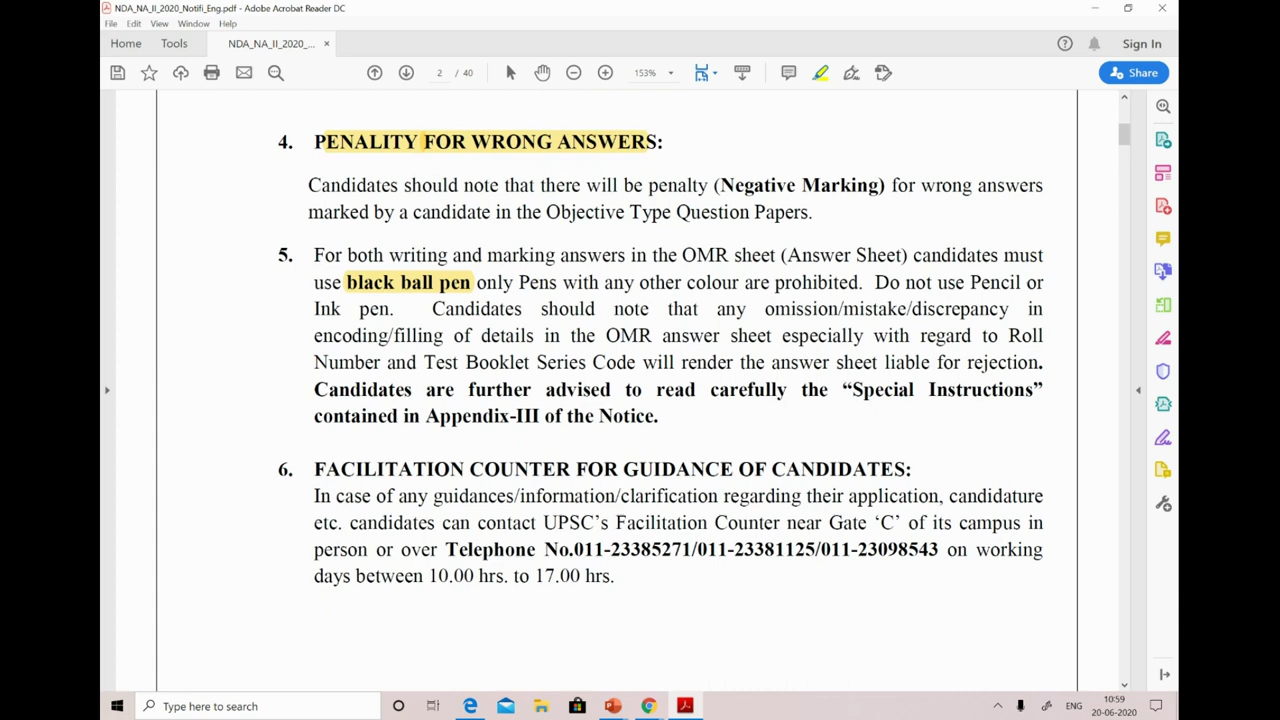 NDA_NA_II_2020_Notifi_Eng.pdf - Adobe Acrobat Reader DC
File Edit View Window Help
Home Tools NDA_NA_II_2020_... × Sign In
2 / 40 153% Share
4. PENALITY FOR WRONG ANSWERS:
Candidates should note that there will be penalty (Negative Marking) for wrong answers
marked by a candidate in the Objective Type Question Papers.
5. For both writing and marking answers in the OMR sheet (Answer Sheet) candidates must
use black ball pen only Pens with any other colour are prohibited. Do not use Pencil or
Ink pen. Candidates should note that any omission/mistake/discrepancy in
encoding/filling of details in the OMR answer sheet especially with regard to Roll
Number and Test Booklet Series Code will render the answer sheet liable for rejection.
Candidates are further advised to read carefully the “Special Instructions”
contained in Appendix-III of the Notice.
6. FACILITATION COUNTER FOR GUIDANCE OF CANDIDATES:
In case of any guidances/information/clarification regarding their application, candidature
etc. candidates can contact UPSC’s Facilitation Counter near Gate ‘C’ of its campus in
person or over Telephone No.011-23385271/011-23381125/011-23098543 on working
days between 10.00 hrs. to 17.00 hrs.
Type here to search
ENG
10:59
20-06-2020